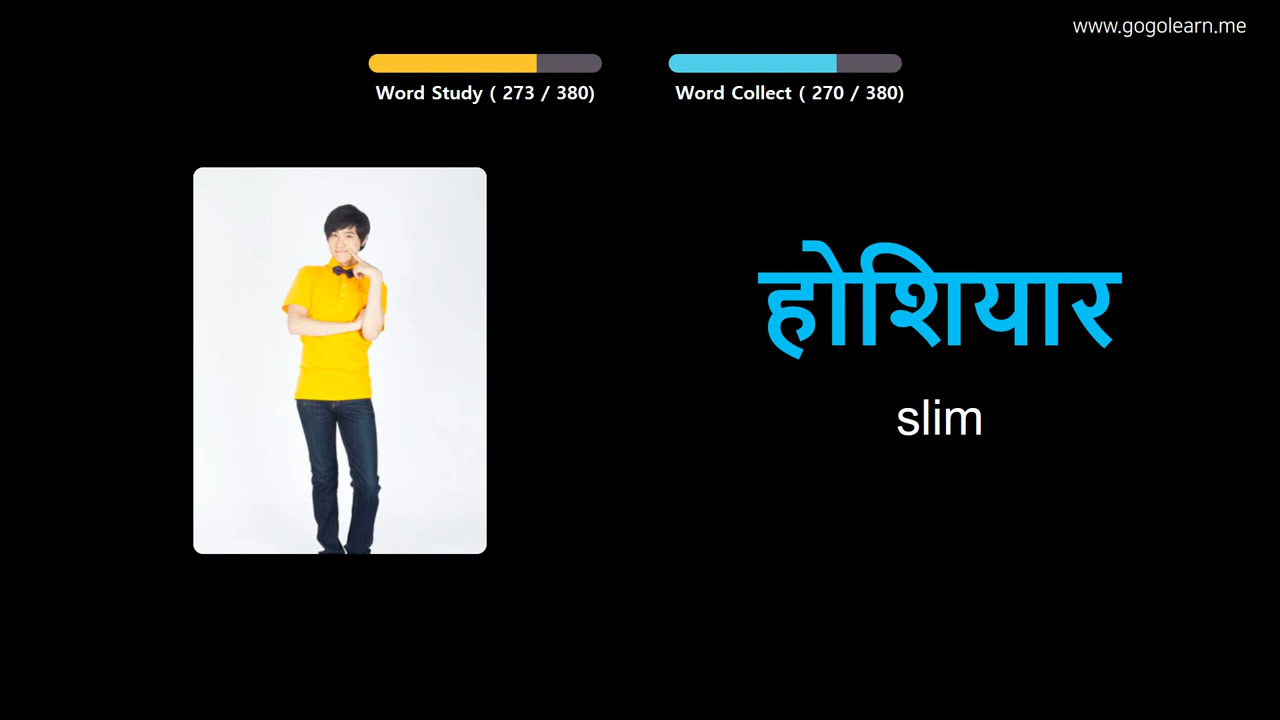 www.gogolearn.me
Word Study ( 273 / 380)
Word Collect ( 270 / 380)
होशियार
slim